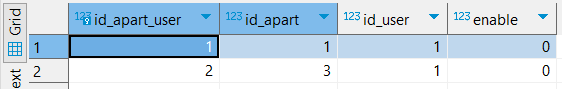 Grid
ext
123 id_apart_user 123 id_apart 123 id_user 123 enable
1 1 1 1 0
2 2 3 1 0